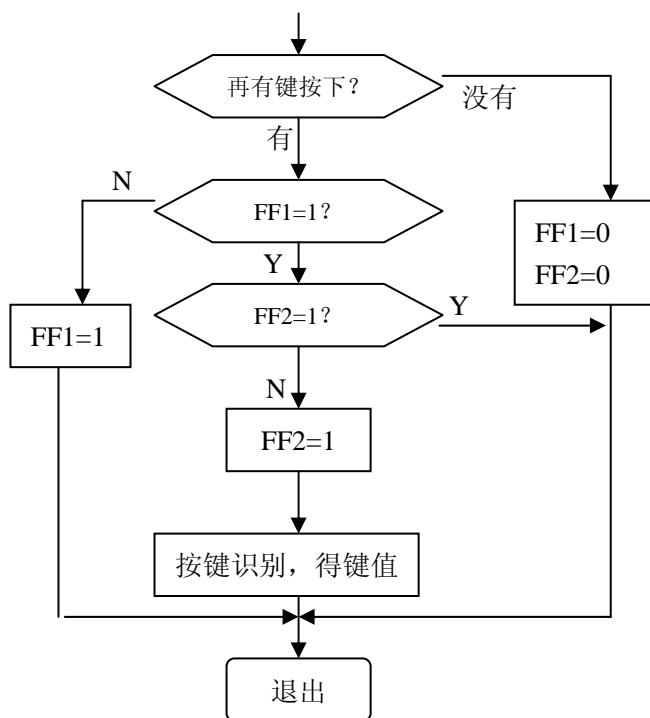 再有键按下？
没有
有
N
FF1=1？
FF1=0
FF2=0
Y
FF2=1？
Y
FF1=1
N
FF2=1
按键识别，得键值
退出